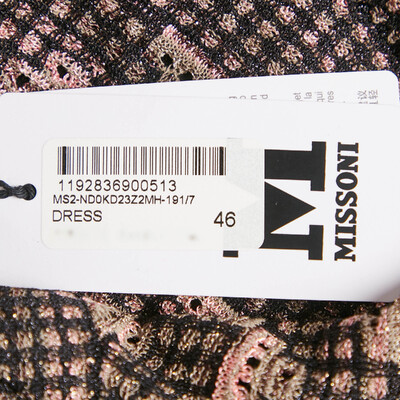 1192836900513
MS2-ND0KD23Z2MH-191/7
DRESS 46
M
MISSONI